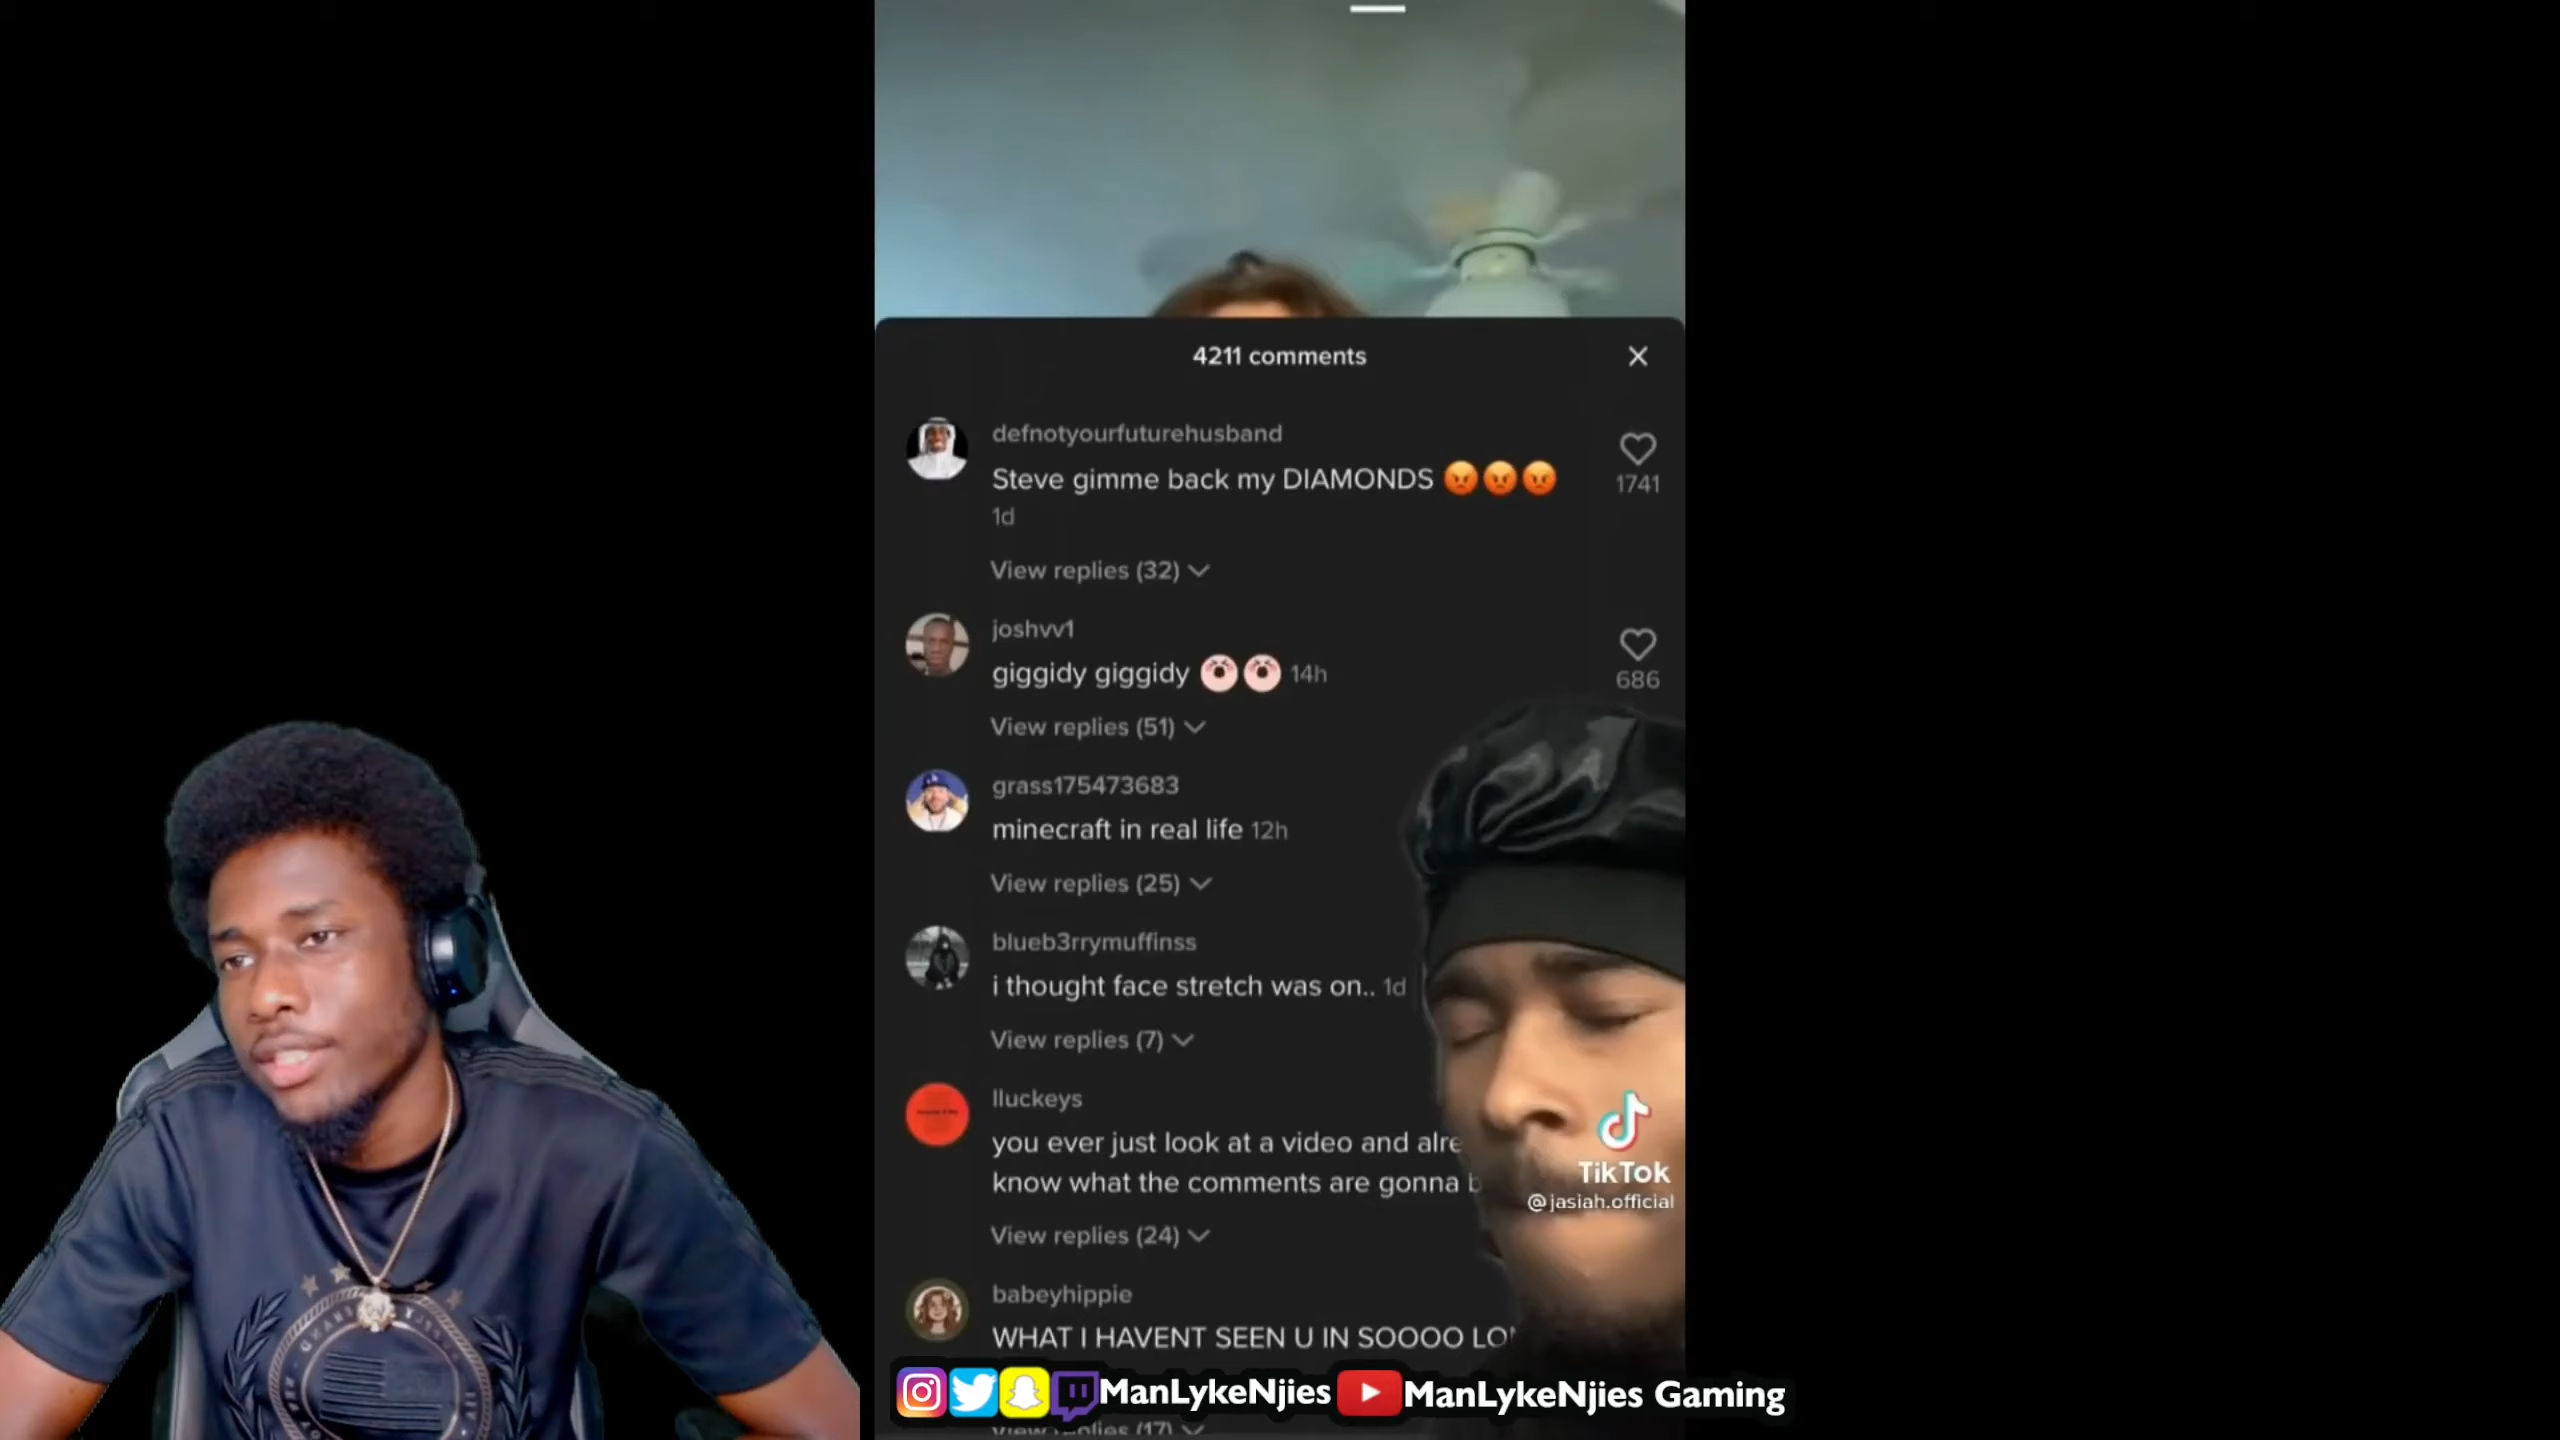 4211 comments
defnotyourfuturehusband
Steve gimme back my DIAMONDS 😡😡😡
1741
1d
View replies (32)
joshvv1
giggidy giggidy 14h
686
View replies (51)
grass175473683
minecraft in real life 12h
View replies (25)
blueb3rrymuffinss
i thought face stretch was on.. 1d
View replies (7)
lluckeys
you ever just look at a video and
know what the comments are gonna
View replies (24)
babeyhippie
WHAT I HAVENT SEEN U IN SOOOO
TikTok
@jasiah.official
ManLykeNjies ManLykeNjies Gaming
View replies (17)